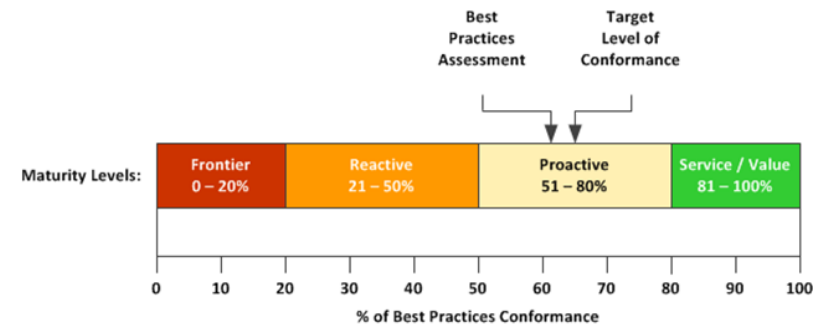 Best
Practices
Assessment
Target
Level of
Conformance
Maturity Levels:
Frontier
0 – 20%
Reactive
21 – 50%
Proactive
51 – 80%
Service / Value
81 – 100%
0 10 20 30 40 50 60 70 80 90 100
% of Best Practices Conformance